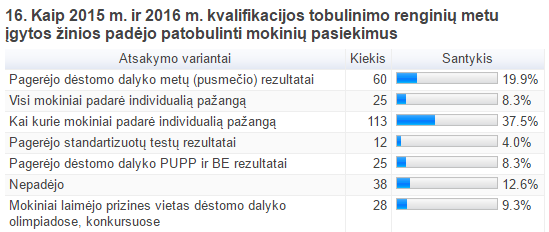 16. Kaip 2015 m. ir 2016 m. kvalifikacijos tobulinimo renginių metu
įgytos žinios padėjo patobulinti mokinių pasiekimus
Atsakymo variantai Kiekis Santykis
Pagerėjo dėstomo dalyko metų (pusmečio) rezultatai 60 19.9%
Visi mokiniai padarė individualią pažangą 25 8.3%
Kai kurie mokiniai padarė individualią pažangą 113 37.5%
Pagerėjo standartizuotų testų rezultatai 12 4.0%
Pagerėjo dėstomo dalyko PUPP ir BE rezultatai 25 8.3%
Nepadėjo 38 12.6%
Mokiniai laimėjo prizines vietas dėstomo dalyko 28 9.3%
olimpiadose, konkursuose